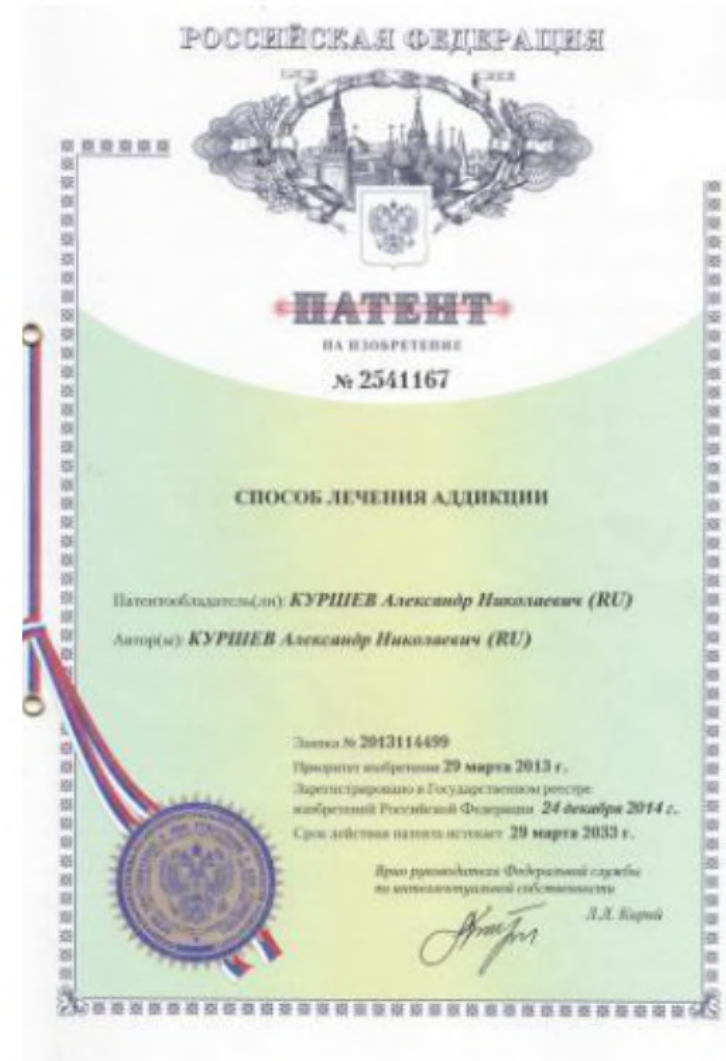 РОССИЙСКАЯ ФЕДЕРАЦИЯ
ПАТЕНТ
НА ИЗОБРЕТЕНИЕ
№ 2541167
СПОСОБ ЛЕЧЕНИЯ АДДИКЦИИ
Патентообладатель(ли): КУРШЕВ Александр Николаевич (RU)
Автор(ы): КУРШЕВ Александр Николаевич (RU)
Заявка № 2013114499
Приоритет изобретения 29 марта 2013 г.
Зарегистрировано в Государственном реестре
изобретений Российской Федерации 24 декабря 2014 г.
Срок действия патента истекает 29 марта 2033 г.
Врио руководителя Федеральной службы
по интеллектуальной собственности
Л.Л. Кирий